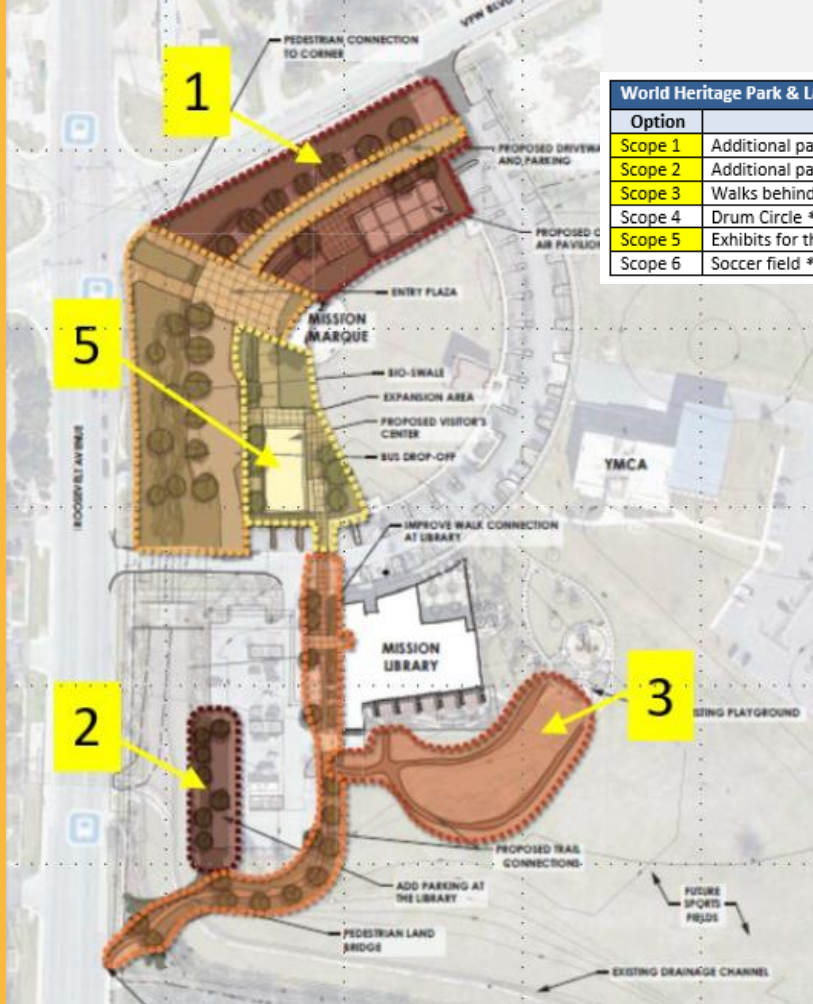 VFW BLVD
PEDESTRIAN CONNECTION
TO CORNER
1
World Heritage Park & L
Option
Scope 1 Additional pa
Scope 2 Additional pa
Scope 3 Walks behind
Scope 4 Drum Circle *
Scope 5 Exhibits for th
Scope 6 Soccer field *
PROPOSED DRIVEWA
AND PARKING
PROPOSED O
AIR PAVILION
ENTRY PLAZA
MISSION
MARQUE
5
BIO-SWALE
EXPANSION AREA
PROPOSED VISITOR'S
CENTER
BUS DROP-OFF
YMCA
ROOSEVELT AVENUE
IMPROVE WALK CONNECTION
AT LIBRARY
MISSION
LIBRARY
2
3
STING PLAYGROUND
PROPOSED TRAIL
CONNECTIONS
ADD PARKING AT
THE LIBRARY
FUTURE
SPORTS
FIELDS
PEDESTRIAN LAND
BRIDGE
EXISTING DRAINAGE CHANNEL